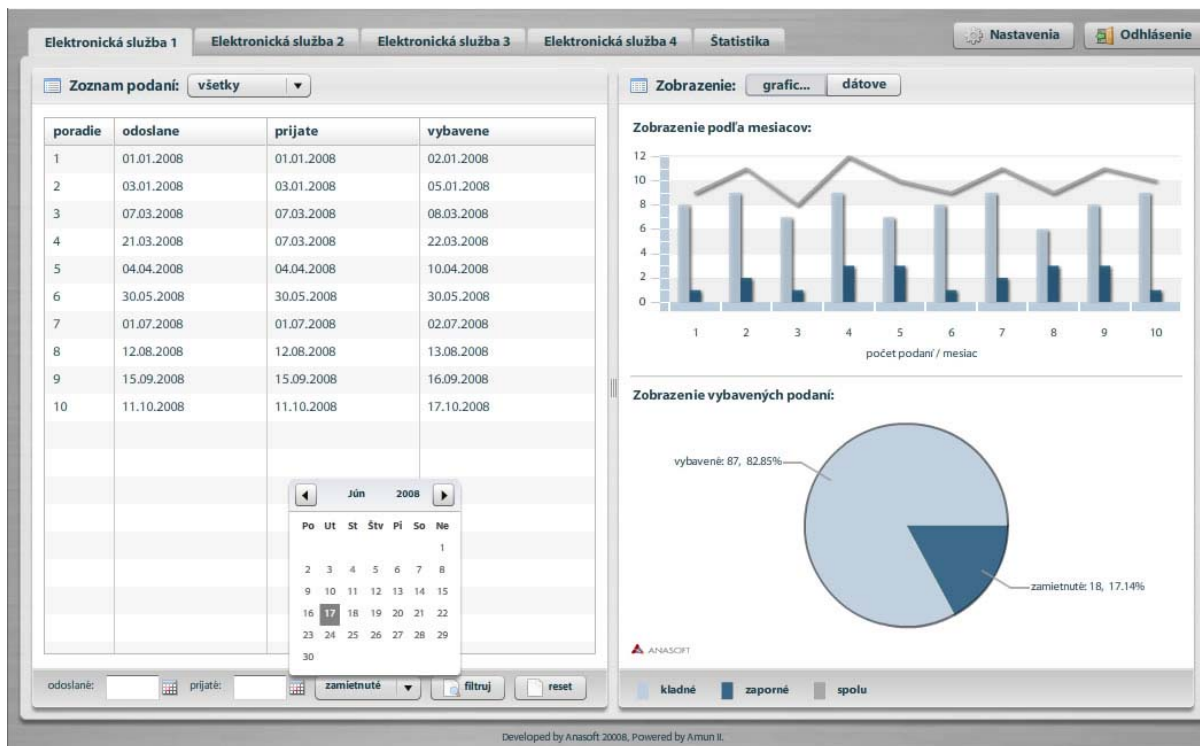 Elektronická služba 1
Elektronická služba 2
Elektronická služba 3
Elektronická služba 4
Štatistika
Nastavenia
Odhlásenie
Zoznam podaní: všetky
poradie odoslane prijate vybavene
1 01.01.2008 01.01.2008 02.01.2008
2 03.01.2008 03.01.2008 05.01.2008
3 07.03.2008 07.03.2008 08.03.2008
4 21.03.2008 07.03.2008 22.03.2008
5 04.04.2008 04.04.2008 10.04.2008
6 30.05.2008 30.05.2008 30.05.2008
7 01.07.2008 01.07.2008 02.07.2008
8 12.08.2008 12.08.2008 13.08.2008
9 15.09.2008 15.09.2008 16.09.2008
10 11.10.2008 11.10.2008 17.10.2008
Jún 2008
Po Ut St Štv Pi So Ne
1
2 3 4 5 6 7 8
9 10 11 12 13 14 15
16 17 18 19 20 21 22
23 24 25 26 27 28 29
30
odoslané: prijaté: zamietnuté filtruj reset
Zobrazenie: grafic... dátove
Zobrazenie podľa mesiacov:
12
10
8
6
4
2
0
1 2 3 4 5 6 7 8 9 10
počet podaní / mesiac
Zobrazenie vybavených podaní:
vybavené: 87, 82.85%
zamietnuté: 18, 17.14%
ANASOFT
kladné zaporné spolu
Developed by Anasoft 20008, Powered by Amun II.